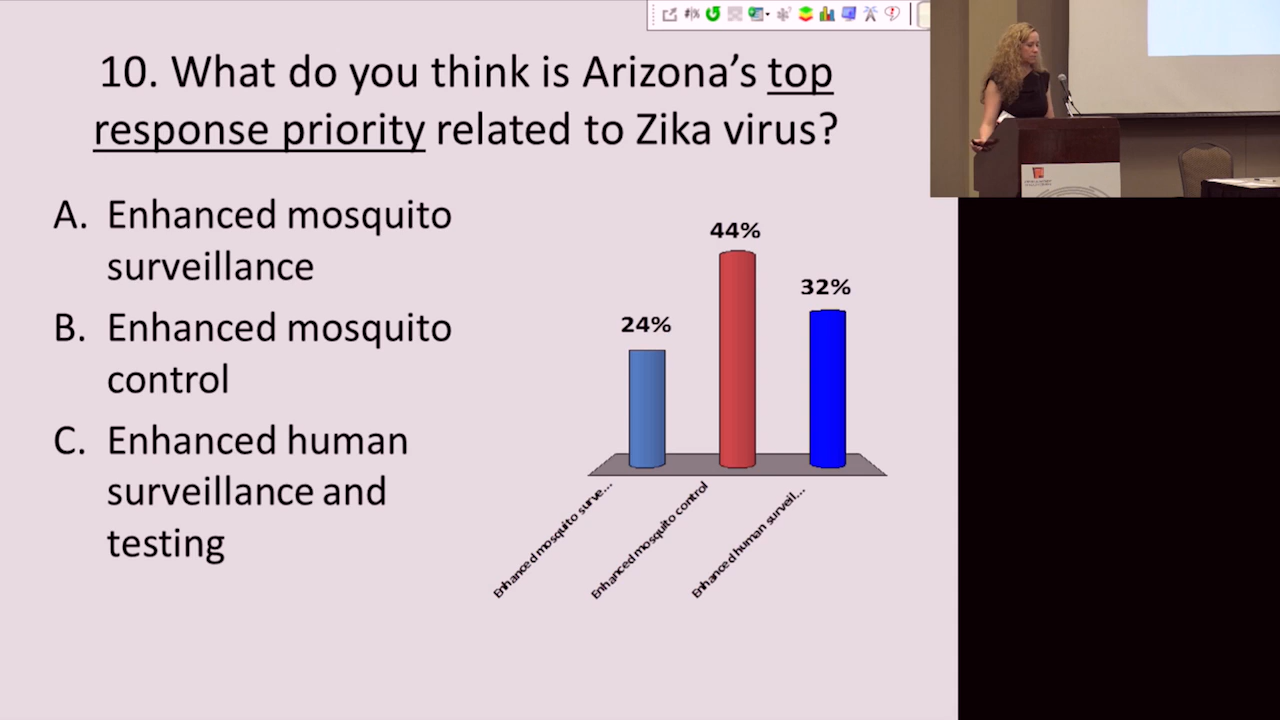 10. What do you think is Arizona's top
response priority related to Zika virus?
A. Enhanced mosquito
surveillance
B. Enhanced mosquito
control
C. Enhanced human
surveillance and
testing
24%
44%
32%
Enhanced mosquito surve...
Enhanced mosquito control
Enhanced human surveil...